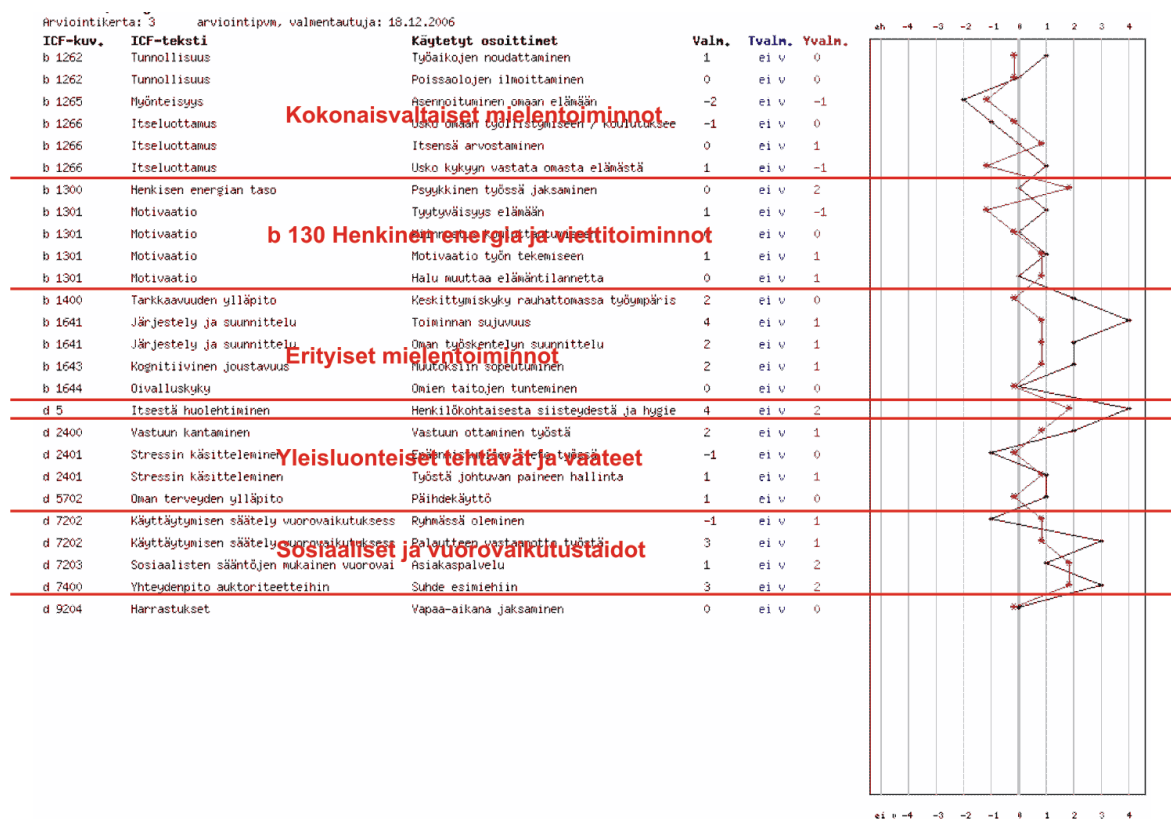 Arviointikerta: 3 arviointipvm, valmentautuja: 18.12.2006
ICF-kuv. ICF-teksti Käytetyt osoittimet Valm. Tvalm. Yvalm.
eh -4 -3 -2 -1 0 1 2 3 4
b 1262 Tunnollisuus Työaikojen noudattaminen 1 ei v 0
b 1262 Tunnollisuus Poissaolojen ilmoittaminen 0 ei v 0
b 1265 Myönteisyys Asennoituminen omaan elämään -2 ei v -1
Kokonaisvaltaiset mielentoiminnot
b 1266 Itseluottamus Usko omaan työllistymiseen / koulutuksee -1 ei v 0
b 1266 Itseluottamus Itsensä arvostaminen 0 ei v 1
b 1266 Itseluottamus Usko kykyyn vastata omasta elämästä 1 ei v -1
b 1300 Henkisen energian taso Psyykkinen työssä jaksaminen 0 ei v 2
b 1301 Motivaatio Tyytyväisyys elämään 1 ei v -1
b 130 Henkinen energia ja viettitoiminnot
b 1301 Motivaatio ei v 0
b 1301 Motivaatio Motivaatio työn tekemiseen 1 ei v 1
b 1301 Motivaatio Halu muuttaa elämäntilannetta 0 ei v 1
b 1400 Tarkkaavuuden ylläpito Keskittymiskyky rauhattomassa työympäris 2 ei v 0
b 1641 Järjestely ja suunnittelu Toiminnan sujuvuus 4 ei v 1
b 1641 Järjestely ja suunnittelu Oman työskentelyn suunnittelu 2 ei v 1
Erityiset mielentoiminnot
b 1643 Kognitiivinen joustavuus Muutoksiin sopeutuminen 2 ei v 1
b 1644 Oivalluskyky Omien taitojen tunteminen 0 ei v 0
d 5 Itsestä huolehtiminen Henkilökohtaisesta siisteydestä ja hygie 4 ei v 2
d 2400 Vastuun kantaminen Vastuun ottaminen työstä 2 ei v 1
d 2401 Stressin käsitteleminen Epäonnistumisen sieto työssä -1 ei v 0
Yleisluonteiset tehtävät ja vaateet
d 2401 Stressin käsitteleminen Työstä johtuvan paineen hallinta 1 ei v 1
d 5702 Oman terveyden ylläpito Päihdekäyttö 1 ei v 0
d 7202 Käyttäytymisen säätely vuorovaikutuksess Ryhmässä oleminen -1 ei v 1
d 7202 Käyttäytymisen säätely vuorovaikutuksess Palautteen vastaanotto työstä 3 ei v 1
Sosiaaliset ja vuorovaikutustaidot
d 7203 Sosiaalisten sääntöjen mukainen vuorovai Asiakaspalvelu 1 ei v 2
d 7400 Yhteydenpito auktoriteetteihin Suhde esimiehiin 3 ei v 2
d 9204 Harrastukset Vapaa-aikana jaksaminen 0 ei v 0
ei v -4 -3 -2 -1 0 1 2 3 4